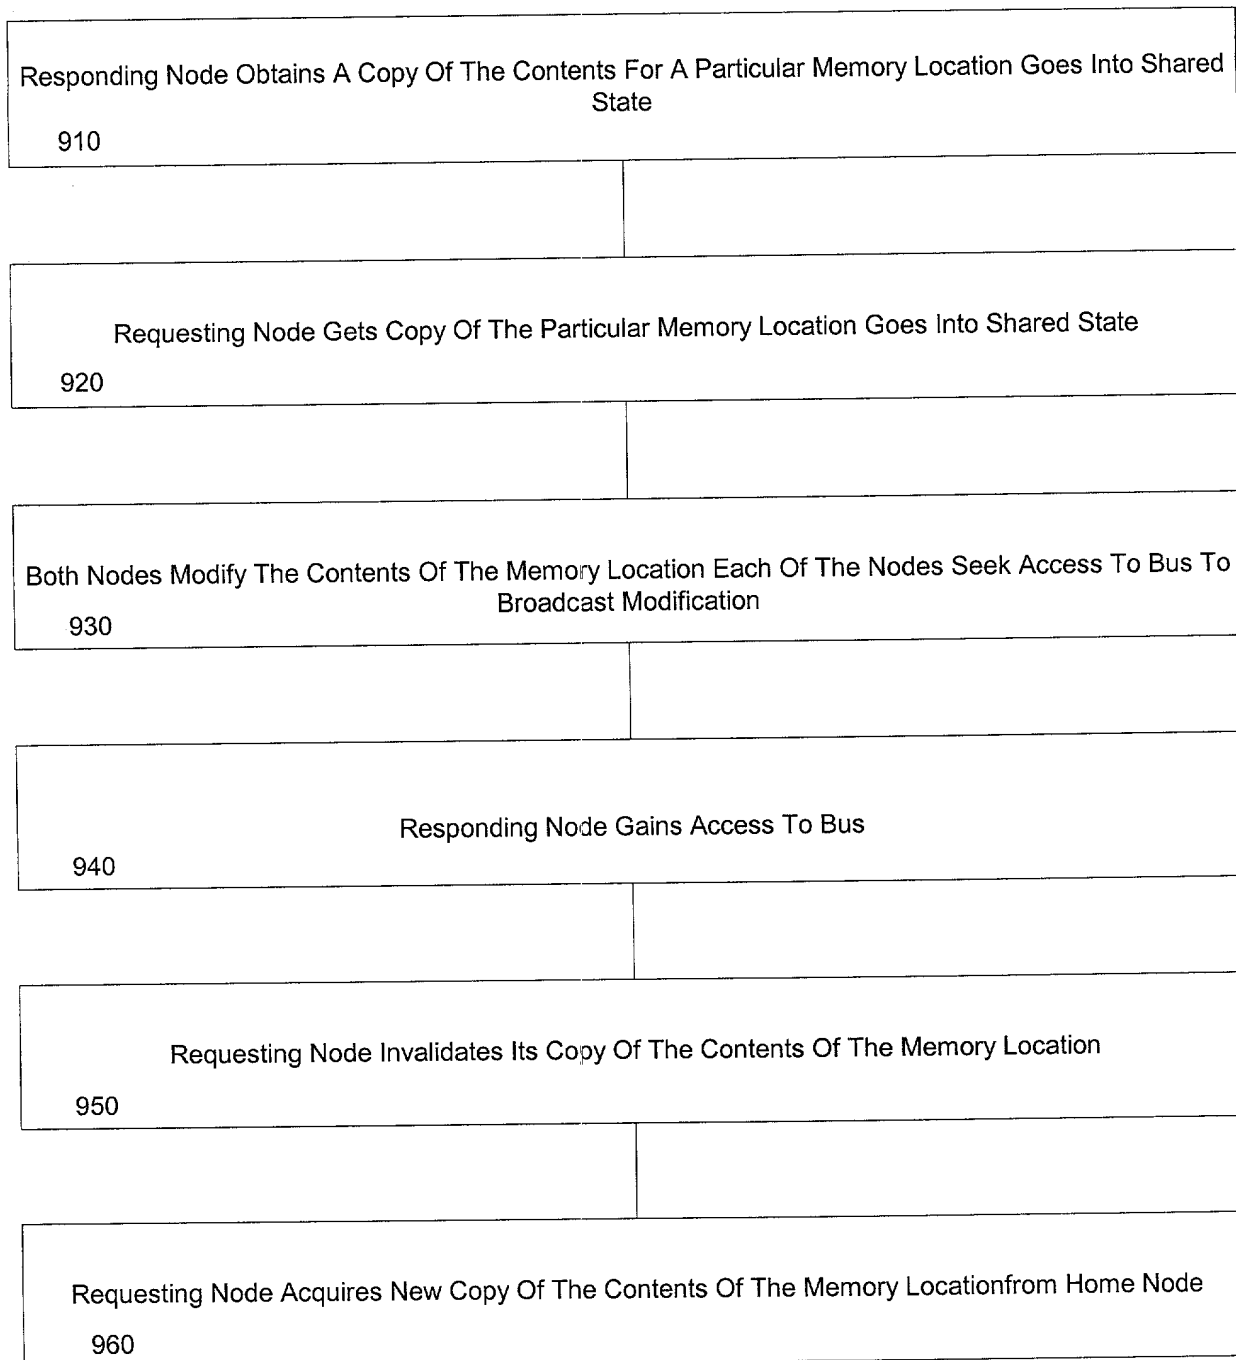 Responding Node Obtains A Copy Of The Contents For A Particular Memory Location Goes Into Shared
State
910
Requesting Node Gets Copy Of The Particular Memory Location Goes Into Shared State
920
Both Nodes Modify The Contents Of The Memory Location Each Of The Nodes Seek Access To Bus To
Broadcast Modification
930
Responding Node Gains Access To Bus
940
Requesting Node Invalidates Its Copy Of The Contents Of The Memory Location
950
Requesting Node Acquires New Copy Of The Contents Of The Memory Locationfrom Home Node
960